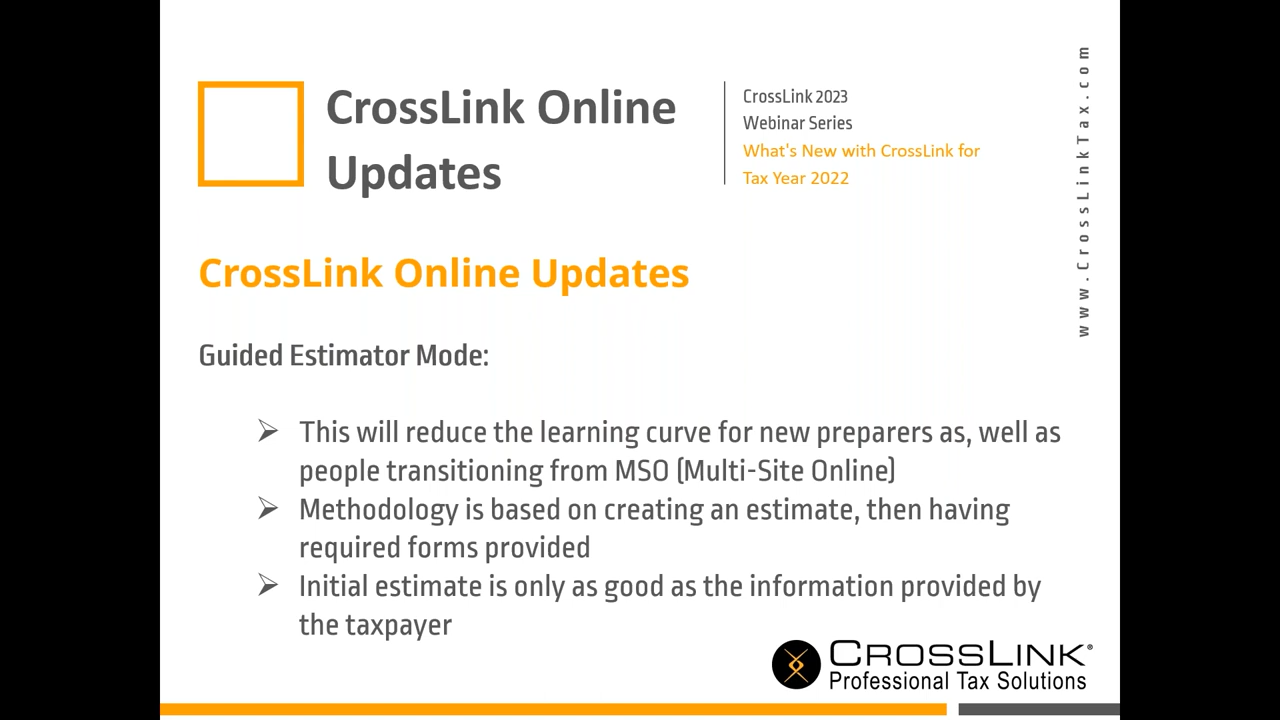 CrossLink Online
Updates
CrossLink 2023
Webinar Series
What's New with CrossLink for
Tax Year 2022
www.CrossLinkTax.com
CrossLink Online Updates
Guided Estimator Mode:
➢ This will reduce the learning curve for new preparers as, well as
people transitioning from MSO (Multi-Site Online)
➢ Methodology is based on creating an estimate, then having
required forms provided
➢ Initial estimate is only as good as the information provided by
the taxpayer
CROSSLINK®
Professional Tax Solutions